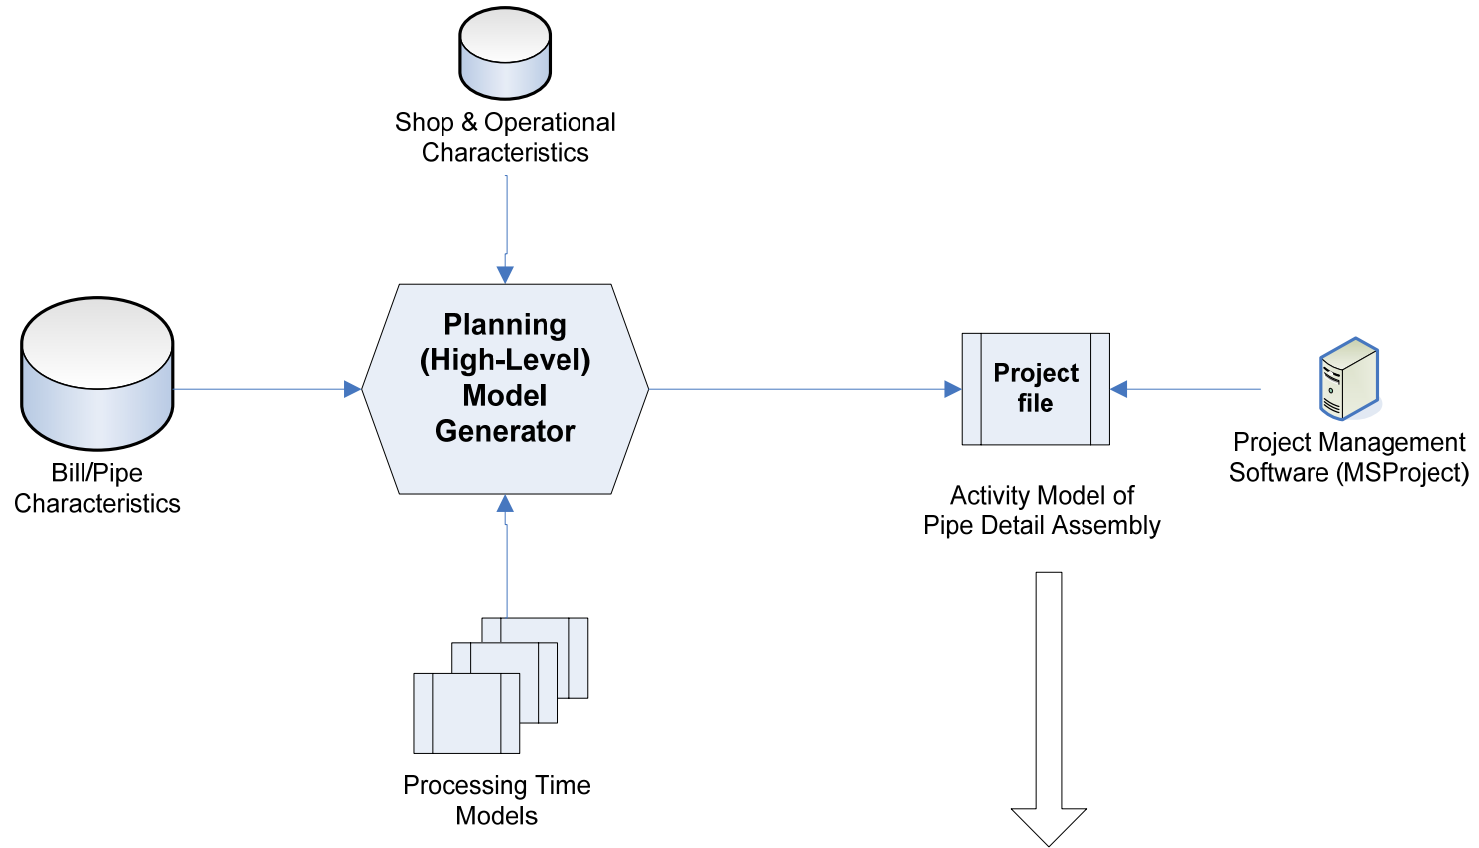 Shop & Operational
Characteristics
Planning
(High-Level)
Model
Generator
Bill/Pipe
Characteristics
Project
file
Project Management
Software (MSProject)
Activity Model of
Pipe Detail Assembly
Processing Time
Models